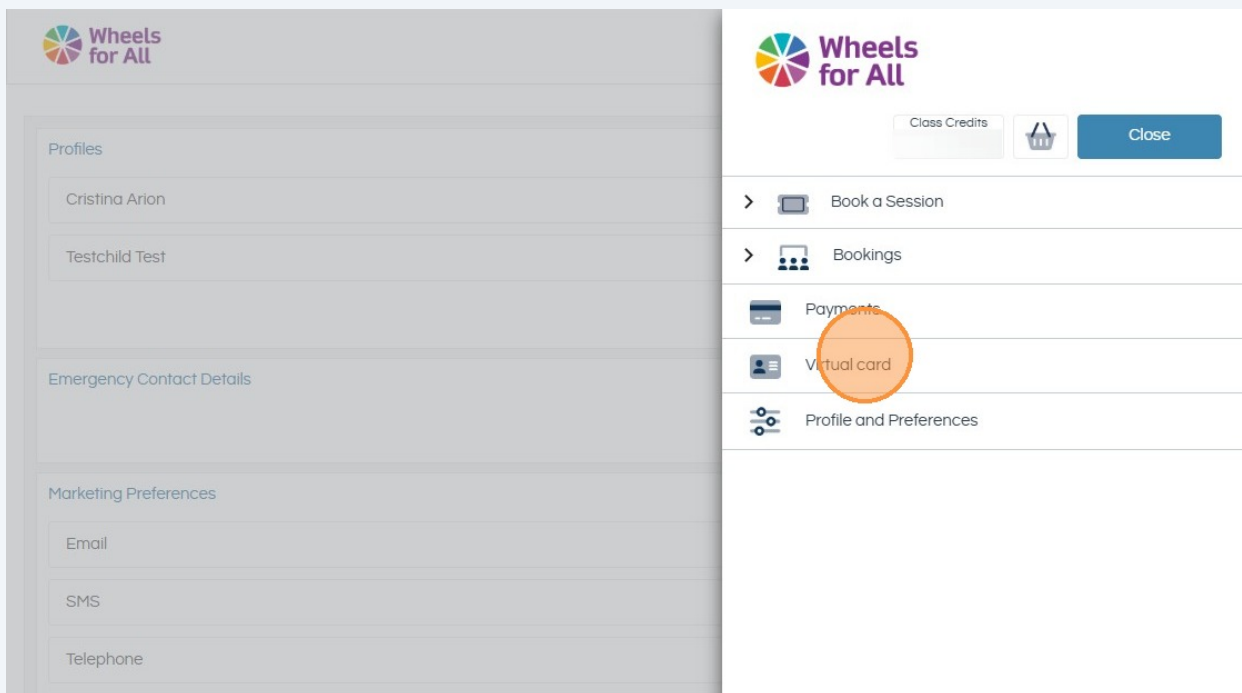 Wheels
for All
Profiles
Cristina Arion
Testchild Test
Emergency Contact Details
Marketing Preferences
Email
SMS
Telephone
Wheels
for All
Class Credits
Close
Book a Session
Bookings
Payments
Virtual card
Profile and Preferences